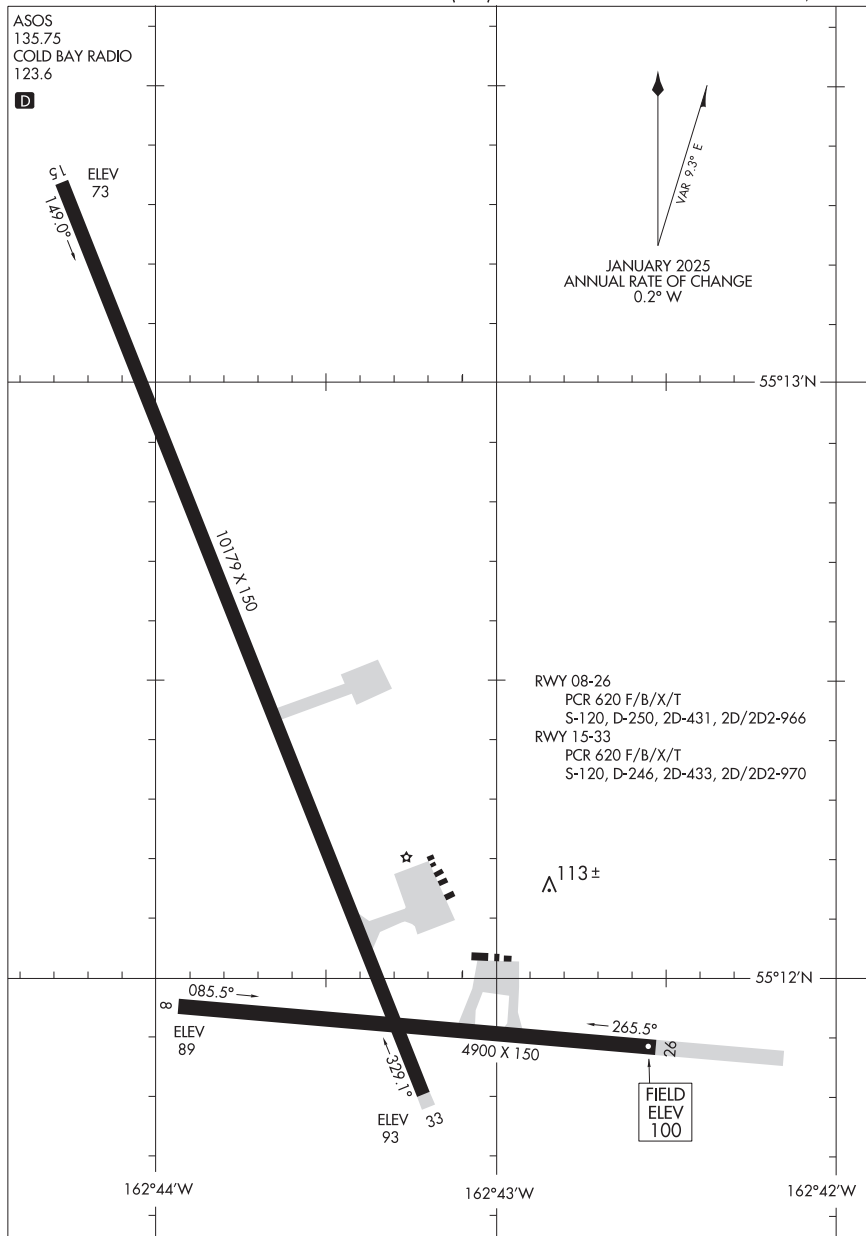 ASOS
135.75
COLD BAY RADIO
123.6
D
15
ELEV
73
149.0°
VAR 9.3° E
JANUARY 2025
ANNUAL RATE OF CHANGE
0.2° W
55°13'N
10179 X 150
RWY 08-26
PCR 620 F/B/X/T
S-120, D-250, 2D-431, 2D/2D2-966
RWY 15-33
PCR 620 F/B/X/T
S-120, D-246, 2D-433, 2D/2D2-970
113 ±
55°12'N
8
085.5°
265.5°
26
ELEV
89
4900 X 150
329.1°
FIELD
ELEV
100
ELEV
93
33
162°44'W
162°43'W
162°42'W